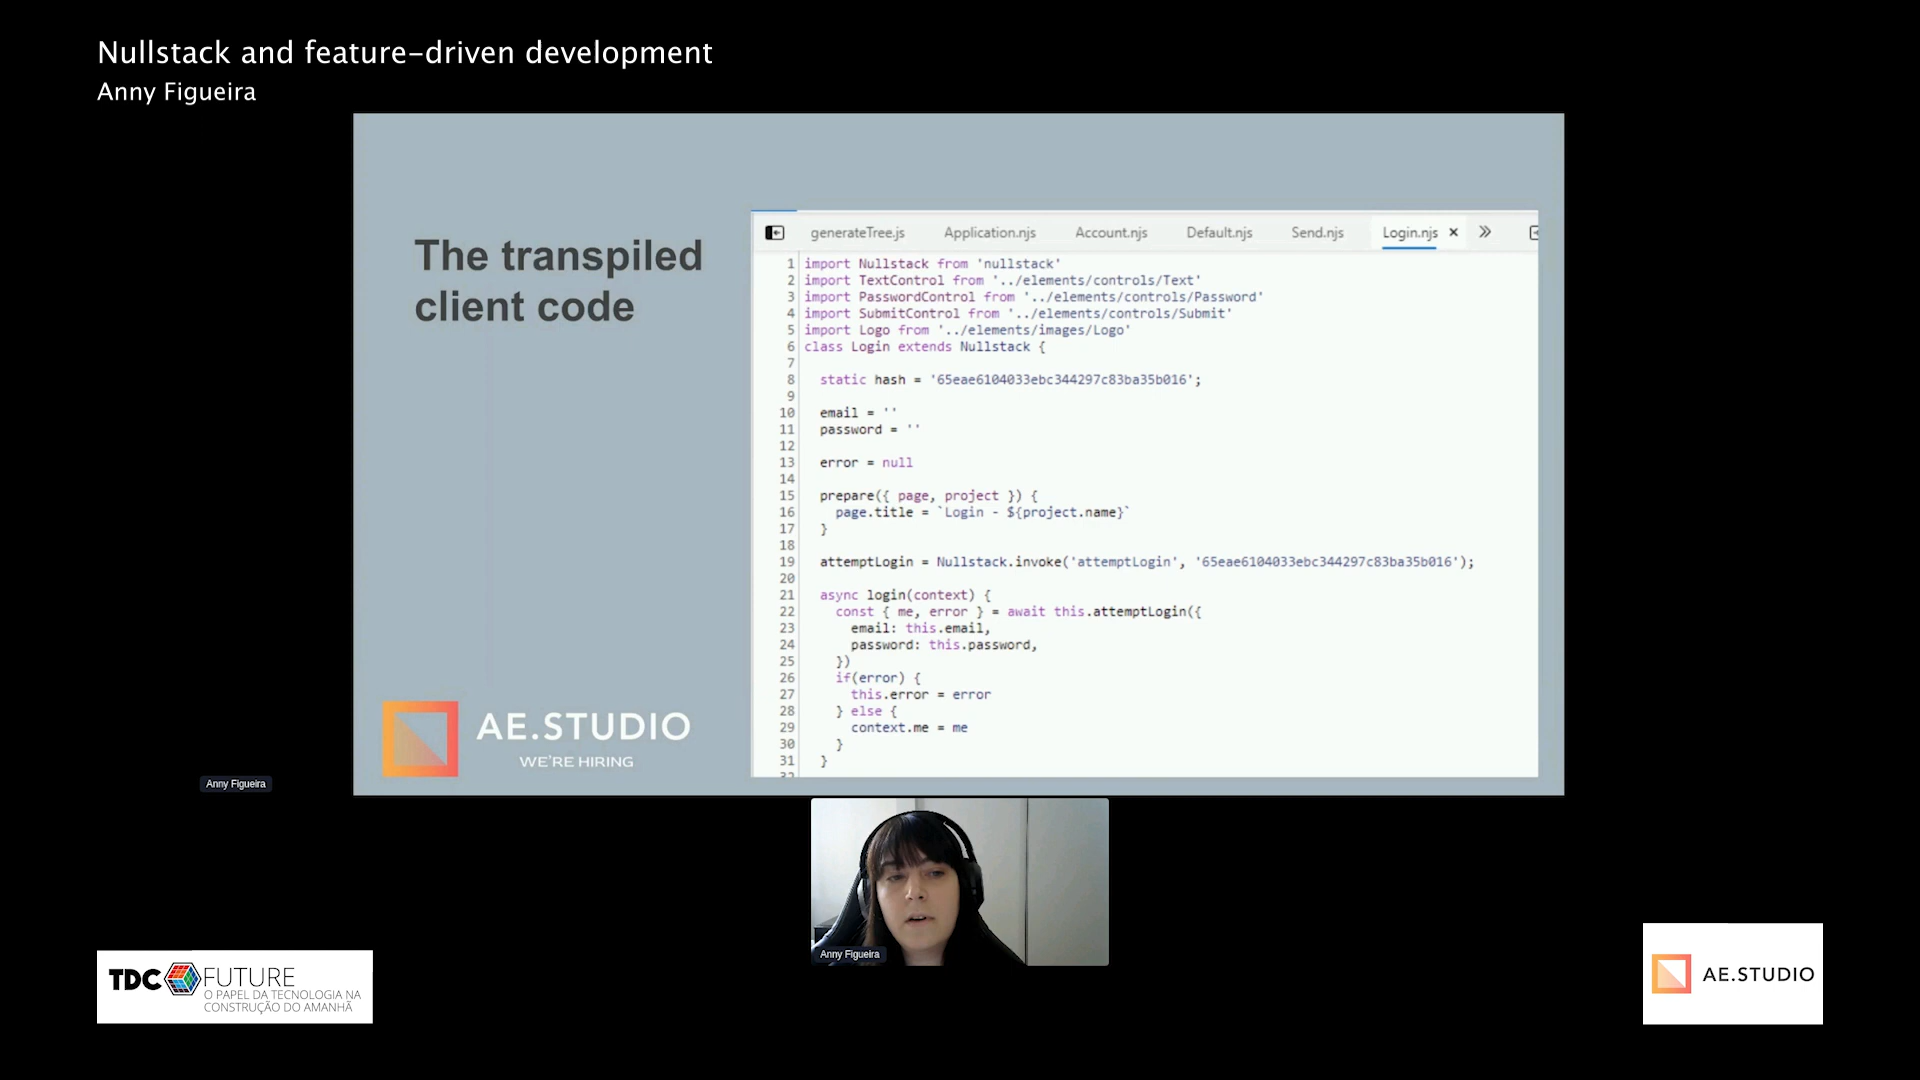 Nullstack and feature-driven development
Anny Figueira
The transpiled
client code
generateTree.js Application.njs Account.njs Default.njs Send.njs Login.njs
1 import Nullstack from 'nullstack'
2 import TextControl from '../elements/controls/Text'
3 import PasswordControl from '../elements/controls/Password'
4 import SubmitControl from '../elements/controls/Submit'
5 import Logo from '../elements/images/Logo'
6 class Login extends Nullstack {
7
8 static hash = '65eae6104033ebc344297c83ba35b016';
9
10 email = ''
11 password = ''
12
13 error = null
14
15 prepare({ page, project }) {
16 page.title = `Login - ${project.name}`
17 }
18
19 attemptLogin = Nullstack.invoke('attemptLogin', '65eae6104033ebc344297c83ba35b016');
20
21 async login(context) {
22 const { me, error } = await this.attemptLogin({
23 email: this.email,
24 password: this.password,
25 })
26 if(error) {
27 this.error = error
28 } else {
29 context.me = me
30 }
31 }
AE.STUDIO
WE'RE HIRING
Anny Figueira
Anny Figueira
TDC FUTURE
O PAPEL DA TECNOLOGIA NA
CONSTRUÇÃO DO AMANHÃ
AE.STUDIO